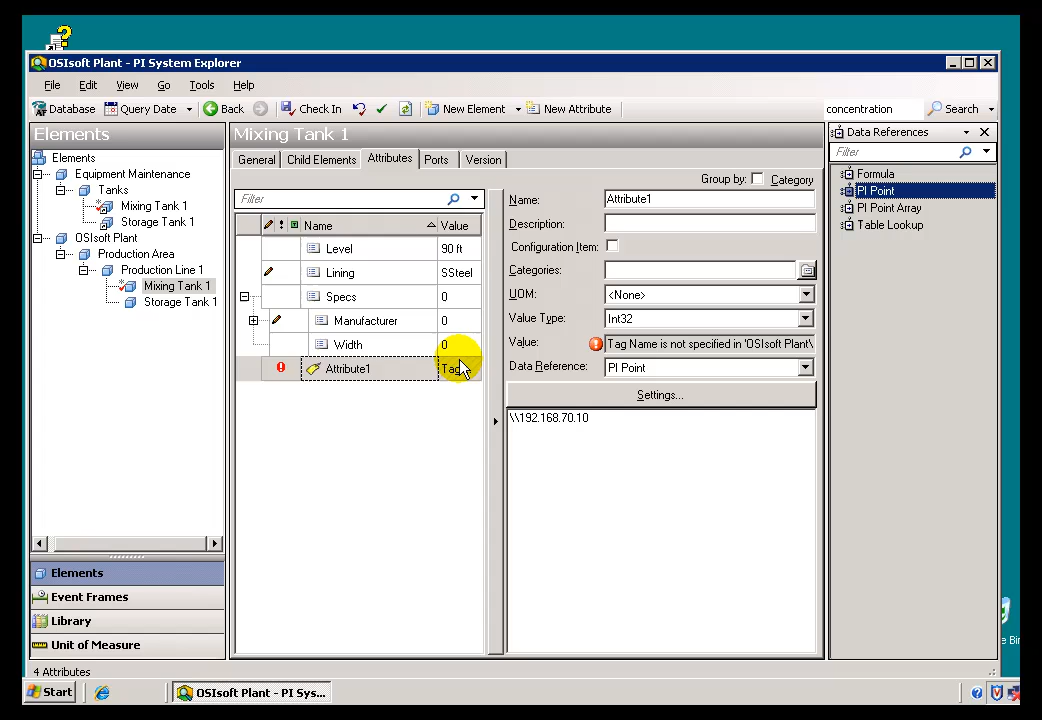 OSIsoft Plant - PI System Explorer
File Edit View Go Tools Help
Database Query Date Back Check In New Element New Attribute concentration Search
Elements
Elements
Equipment Maintenance
Tanks
Mixing Tank 1
Storage Tank 1
OSIsoft Plant
Production Area
Production Line 1
Mixing Tank 1
Storage Tank 1
Elements
Event Frames
Library
Unit of Measure
Mixing Tank 1
General Child Elements Attributes Ports Version
Group by: Category
Filter
Name Value
Level 90 ft
Lining SSteel
Specs 0
Manufacturer 0
Width 0
Attribute1
Name: Attribute1
Description:
Configuration Item:
Categories:
UOM: <None>
Value Type: Int32
Value: Tag Name is not specified in 'OSIsoft Plant\
Data Reference: PI Point
Settings...
\\192.168.70.10
Data References
Filter
Formula
PI Point
PI Point Array
Table Lookup
4 Attributes
Start OSIsoft Plant - PI Sys...